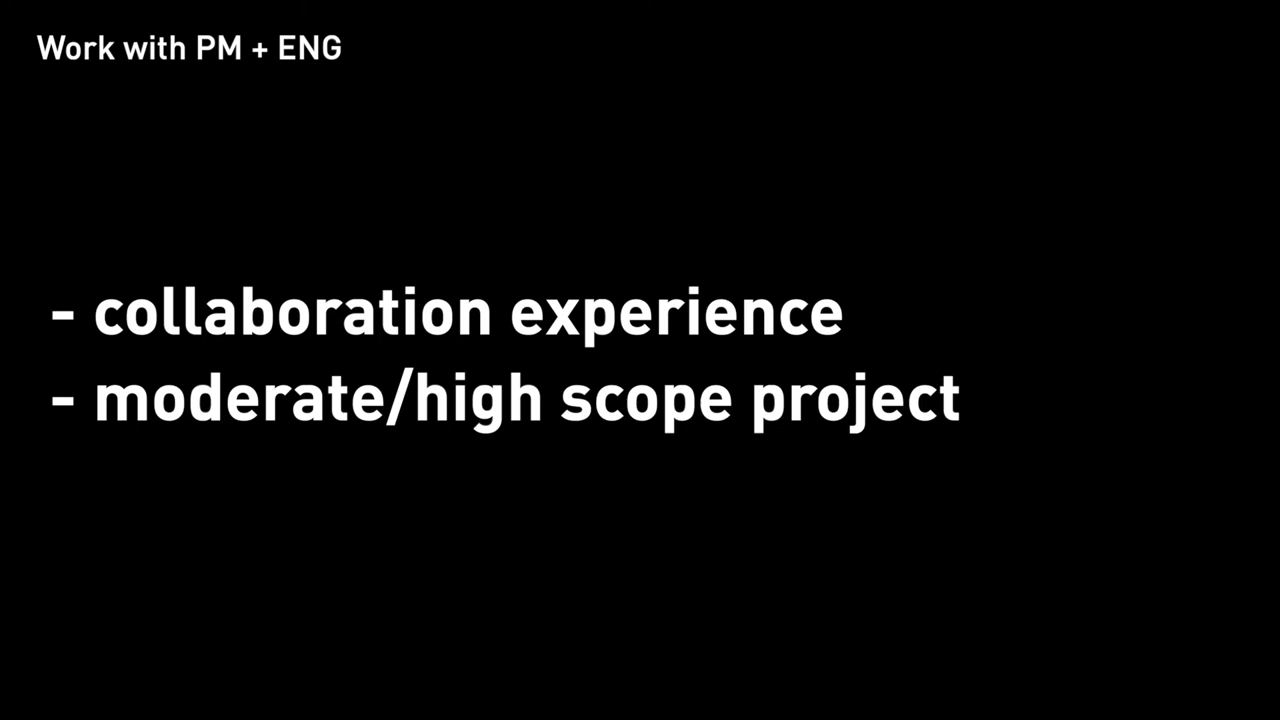 Work with PM + ENG
- collaboration experience
- moderate/high scope project